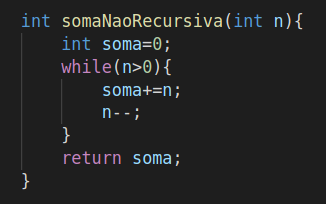 int somaNaoRecursiva(int n){
    int soma=0;
    while(n>0){
        soma+=n;
        n--;
    }
    return soma;
}